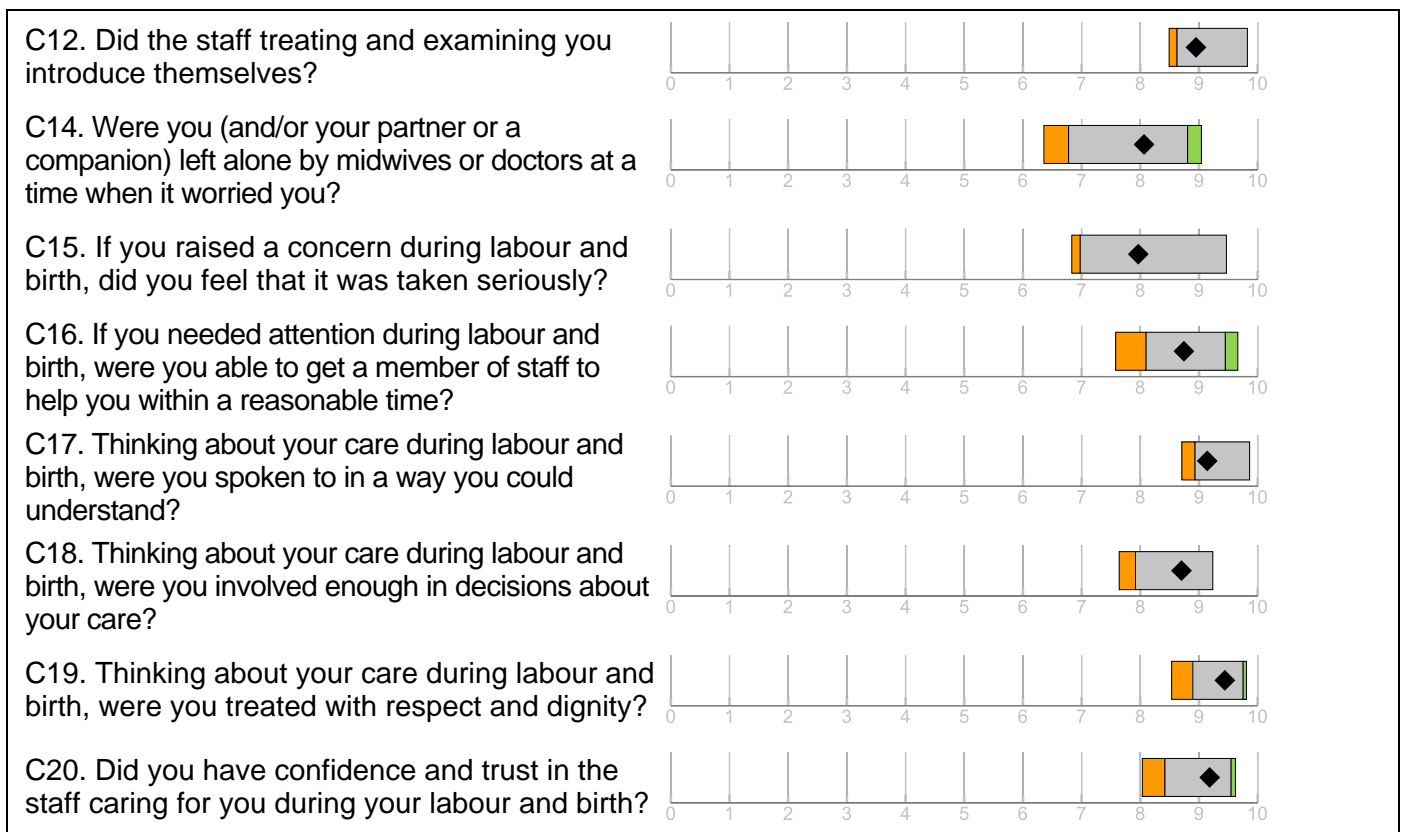 C12. Did the staff treating and examining you
introduce themselves?
0 1 2 3 4 5 6 7 8 9 10
C14. Were you (and/or your partner or a
companion) left alone by midwives or doctors at a
time when it worried you?
0 1 2 3 4 5 6 7 8 9 10
C15. If you raised a concern during labour and
birth, did you feel that it was taken seriously?
0 1 2 3 4 5 6 7 8 9 10
C16. If you needed attention during labour and
birth, were you able to get a member of staff to
help you within a reasonable time?
0 1 2 3 4 5 6 7 8 9 10
C17. Thinking about your care during labour and
birth, were you spoken to in a way you could
understand?
0 1 2 3 4 5 6 7 8 9 10
C18. Thinking about your care during labour and
birth, were you involved enough in decisions about
your care?
0 1 2 3 4 5 6 7 8 9 10
C19. Thinking about your care during labour and
birth, were you treated with respect and dignity?
0 1 2 3 4 5 6 7 8 9 10
C20. Did you have confidence and trust in the
staff caring for you during your labour and birth?
0 1 2 3 4 5 6 7 8 9 10